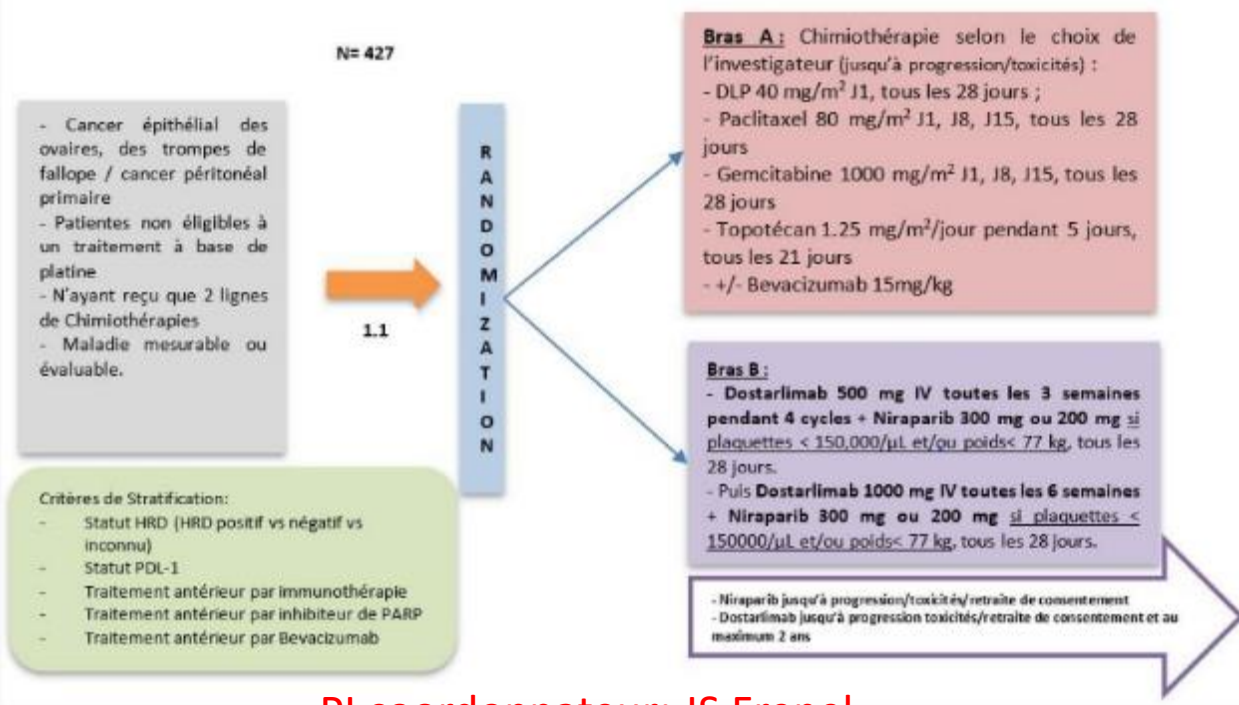 N= 427
- Cancer épithélial des
ovaires, des trompes de
fallope / cancer péritonéal
primaire
- Patientes non éligibles à
un traitement à base de
platine
- N'ayant reçu que 2 lignes
de Chimiothérapies
- Maladie mesurable ou
évaluable.
1.1
R
A
N
D
O
M
I
Z
A
T
I
O
N
Bras A : Chimiothérapie selon le choix de
l'investigateur (jusqu'à progression/toxicités) :
- DLP 40 mg/m² J1, tous les 28 jours ;
- Paclitaxel 80 mg/m² J1, J8, J15, tous les 28
jours
- Gemcitabine 1000 mg/m² J1, J8, J15, tous les
28 jours
- Topotécan 1.25 mg/m²/jour pendant 5 jours,
tous les 21 jours
- +/- Bevacizumab 15mg/kg
Bras B :
- Dostarlimab 500 mg IV toutes les 3 semaines
pendant 4 cycles + Niraparib 300 mg ou 200 mg si
plaquettes < 150,000/µL et/ou poids< 77 kg, tous les
28 jours.
- Puis Dostarlimab 1000 mg IV toutes les 6 semaines
+ Niraparib 300 mg ou 200 mg si plaquettes <
150000/µL et/ou poids< 77 kg, tous les 28 jours.
Critères de Stratification:
- Statut HRD (HRD positif vs négatif vs
inconnu)
- Statut PDL-1
- Traitement antérieur par immunothérapie
- Traitement antérieur par inhibiteur de PARP
- Traitement antérieur par Bevacizumab
- Niraparib jusqu'à progression/toxicités/retraite de consentement
- Dostarlimab jusqu'à progression toxicités/retraite de consentement et au
maximum 2 ans
PI coordonnateur: JS Frenel